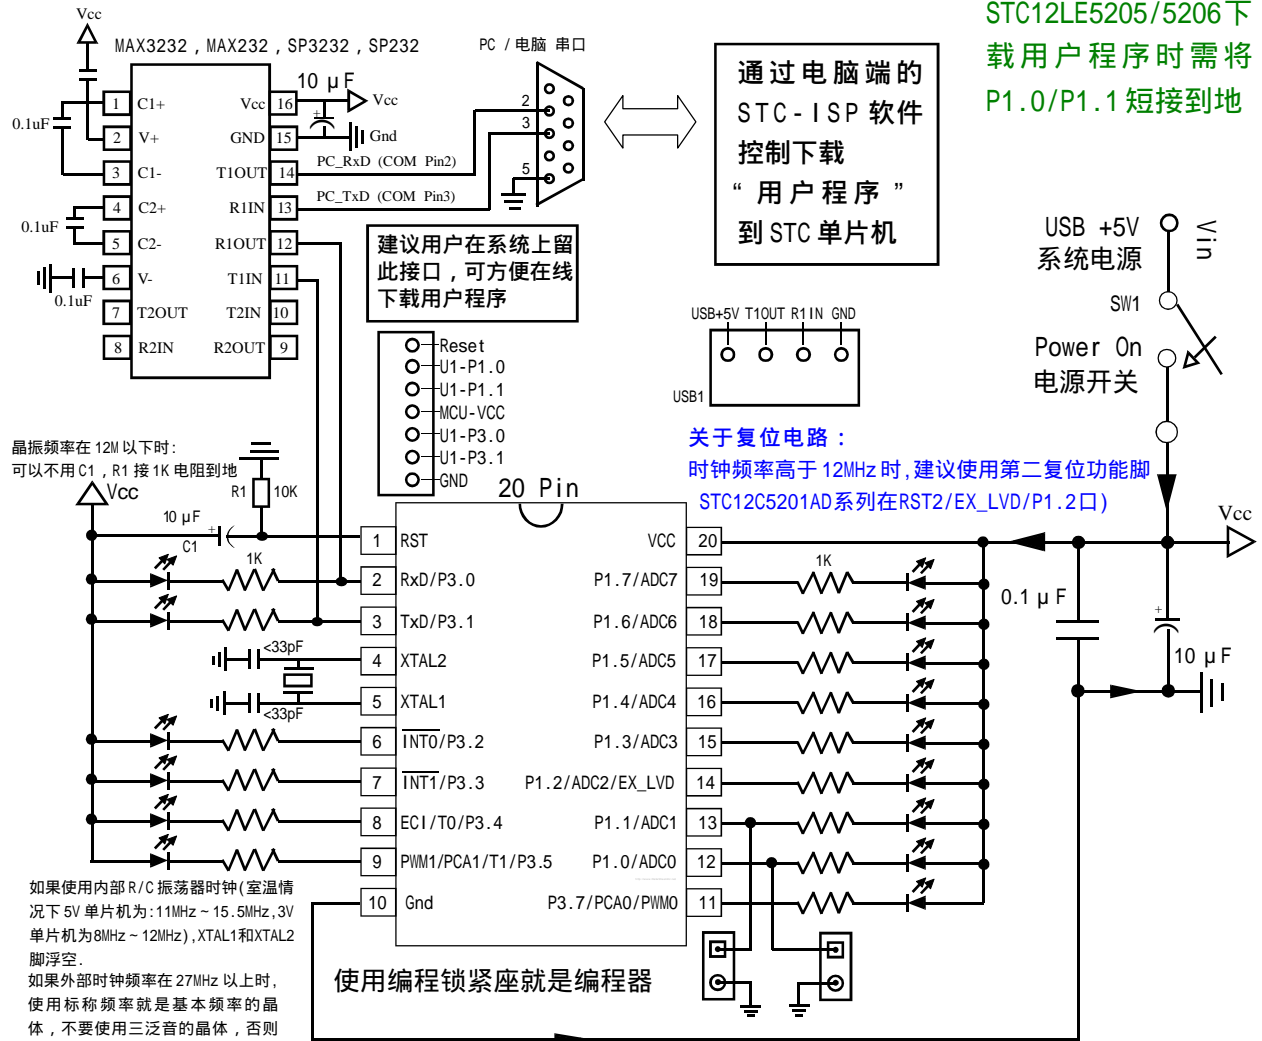 Vcc
MAX3232 , MAX232 , SP3232 , SP232
PC / 电脑 串口
STC12LE5205/5206 下
载用户程序时需将
P1.0/P1.1 短接到地
10 μF
1 C1+
Vcc 16
Vcc
0.1uF
2 V+
GND 15
Gnd
3 C1-
T1OUT 14
PC_RxD (COM Pin2)
4 C2+
R1IN 13
PC_TxD (COM Pin3)
0.1uF
5 C2-
R1OUT 12
6 V-
T1IN 11
0.1uF
7 T2OUT
T2IN 10
8 R2IN
R2OUT 9
2
3
5
通过电脑端的
STC-ISP 软件
控制下载
“用户程序”
到 STC 单片机
建议用户在系统上留
此接口，可方便在线
下载用户程序
USB +5V
系统电源
Vin
SW1
Power On
电源开关
Reset
U1-P1.0
U1-P1.1
MCU-VCC
U1-P3.0
U1-P3.1
GND
USB+5V T1OUT R1IN GND
USB1
关于复位电路：
时钟频率高于 12MHz 时,建议使用第二复位功能脚
STC12C5201AD系列在RST2/EX_LVD/P1.2口)
晶振频率在 12M 以下时:
可以不用 C1 , R1 接 1K 电阻到地
Vcc
R1
10K
10 μF
C1
1K
20 Pin
1 RST
VCC 20
2 RxD/P3.0
P1.7/ADC7 19
3 TxD/P3.1
P1.6/ADC6 18
4 XTAL2
P1.5/ADC5 17
5 XTAL1
P1.4/ADC4 16
6 INT0/P3.2
P1.3/ADC3 15
7 INT1/P3.3
P1.2/ADC2/EX_LVD 14
8 ECI/T0/P3.4
P1.1/ADC1 13
9 PWM1/PCA1/T1/P3.5
P1.0/ADC0 12
10 Gnd
P3.7/PCA0/PWM0 11
<33pF
<33pF
1K
Vcc
0.1 μF
+
10 μF
如果使用内部 R/C 振荡器时钟(室温情
况下 5V 单片机为:11MHz ~ 15.5MHz,3V
单片机为8MHz ~ 12MHz),XTAL1和XTAL2
脚浮空.
如果外部时钟频率在 27MHz 以上时,
使用标称频率就是基本频率的晶
体，不要使用三泛音的晶体，否则
使用编程锁紧座就是编程器